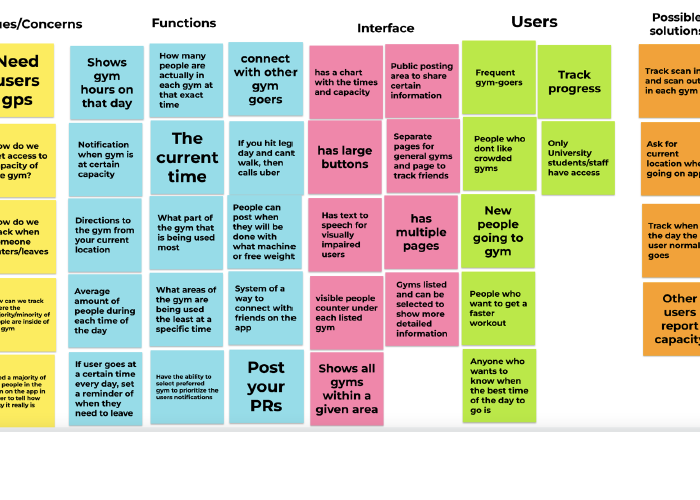 ues/Concerns
Functions
Interface
Users
Possible
solutions
Need
users
gps
ow do we
et access to
pacity of
e gym?
ow do we
ack when
omeone
nters/leaves
ow can we track
ere the
jority/minority of
ople are inside of
gym
d a majority of
people in the
n on the app in
er to tell how
y it really is
Shows
gym
hours on
that day
Notification
when gym is
at certain
capacity
Directions to
the gym from
your current
location
Average
amount of
people during
each time of
the day
If user goes at
a certain time
every day, set
a reminder of
when they
need to leave
How many
people are
actually in
each gym at
that exact
time
The
current
time
What part of
the gym that
is being used
most
What areas of
the gym are
being used
the least at a
specific time
Have the ability to
select preferred
gym to prioritize the
users notifications
connect
with other
gym
goers
If you hit leg
day and cant
walk, then
calls uber
People can
post when
they will be
done with
what machine
or free weight
System of a
way to
connect with
friends on the
app
Post
your
PRs
has a chart
with the times
and capacity
has large
buttons
Has text to
speech for
visually
impaired
users
visible people
counter under
each listed
gym
Shows all
gyms
within a
given area
Public posting
area to share
certain
information
Separate
pages for
general gyms
and page to
track friends
has
multiple
pages
Gyms listed
and can be
selected to
show more
detailed
information
Frequent
gym-goers
People who
dont like
crowded
gyms
New
people
going to
gym
People who
want to get a
faster
workout
Anyone who
wants to
know when
the best time
of the day to
go is
Track
progress
Only
University
students/staff
have access
Track scan in
and scan out
in each gym
Ask for
current
location whe
going on app
Track when
the day the
user normal
goes
Other
users
report
capacity